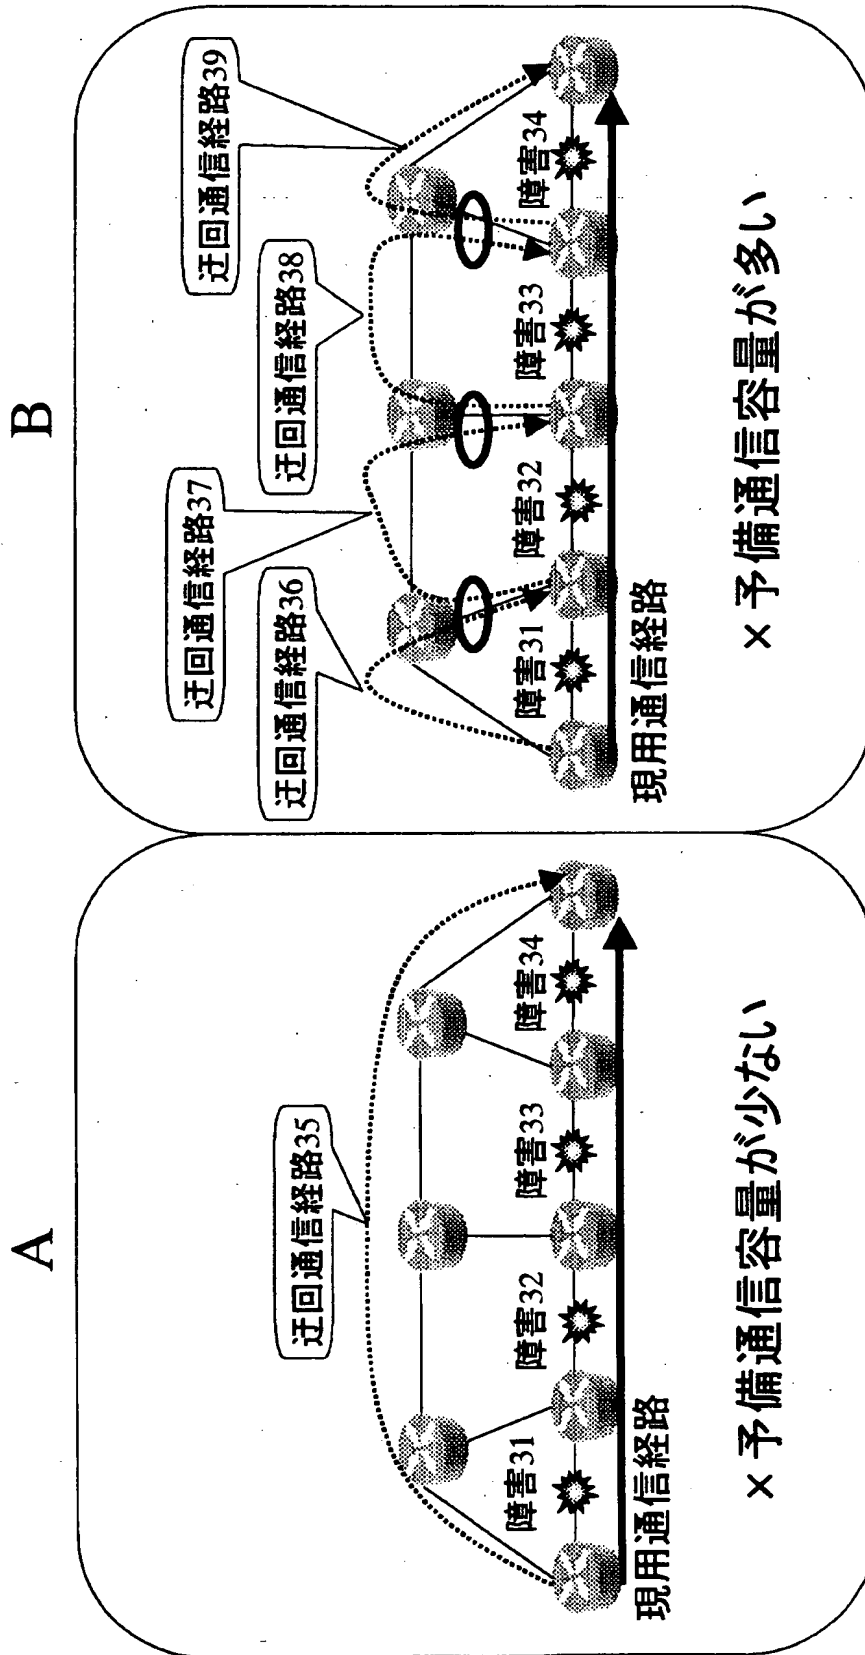 A
迂回通信経路35
障害31
障害32
障害33
障害34
現用通信経路
×予備通信容量が少ない
B
迂回通信経路36
迂回通信経路37
迂回通信経路38
迂回通信経路39
障害31
障害32
障害33
障害34
現用通信経路
×予備通信容量が多い